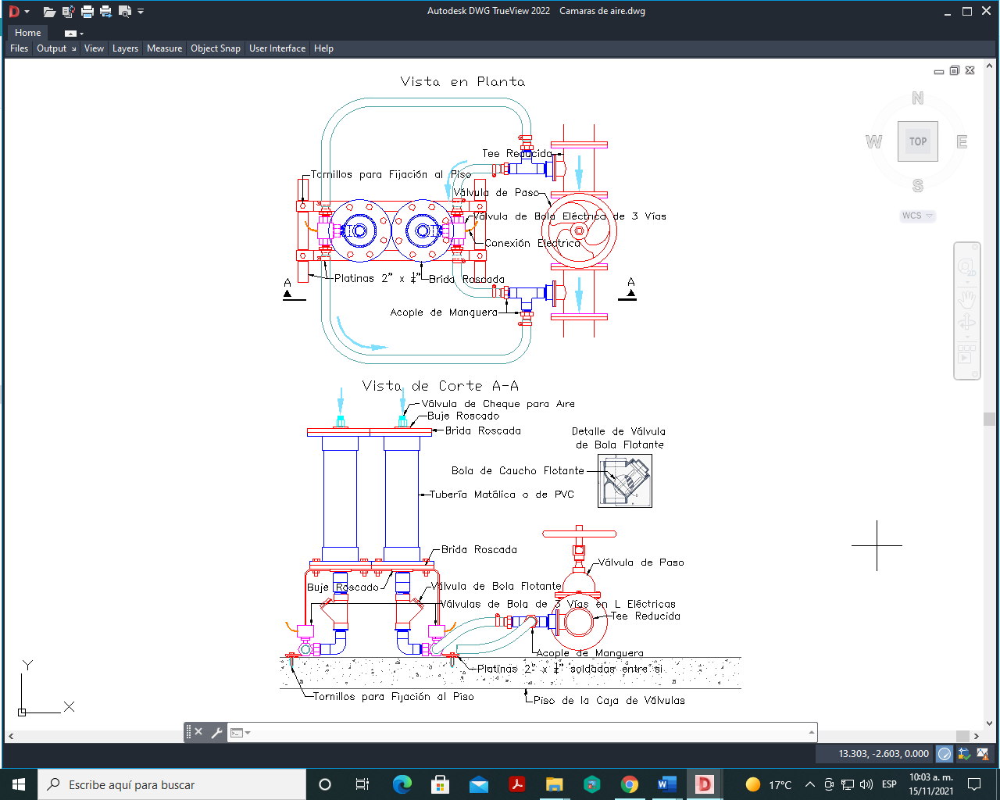 Autodesk DWG TrueView 2022 Camaras de aire.dwg
Home
Files Output View Layers Measure Object Snap User Interface Help
Vista en Planta
N
W TOP E
S
WCS
Tee Reducida
Tornillos para Fijación al Piso
Válvula de Paso
Válvula de Bola Eléctrica de 3 Vías
Conexión Electrica
Platinas 2" x ¼"
Brida Roscada
A A
Acople de Manguera
Vista de Corte A-A
Válvula de Cheque para Aire
Buje Roscado
Brida Roscada
Detalle de Válvula
de Bola Flotante
Bola de Caucho Flotante
Tubería Matálica o de PVC
Brida Roscada
Válvula de Paso
Buje Roscado
Válvula de Bola Flotante
Válvulas de Bola de 3 Vías en L Eléctricas
Tee Reducida
Acople de Manguera
Platinas 2" x ¼" soldadas entre si
Tornillos para Fijación al Piso
Piso de la Caja de Válvulas
Y
X
13.303, -2.603, 0.000
Escribe aquí para buscar
17°C
ESP
10:03 a. m.
15/11/2021